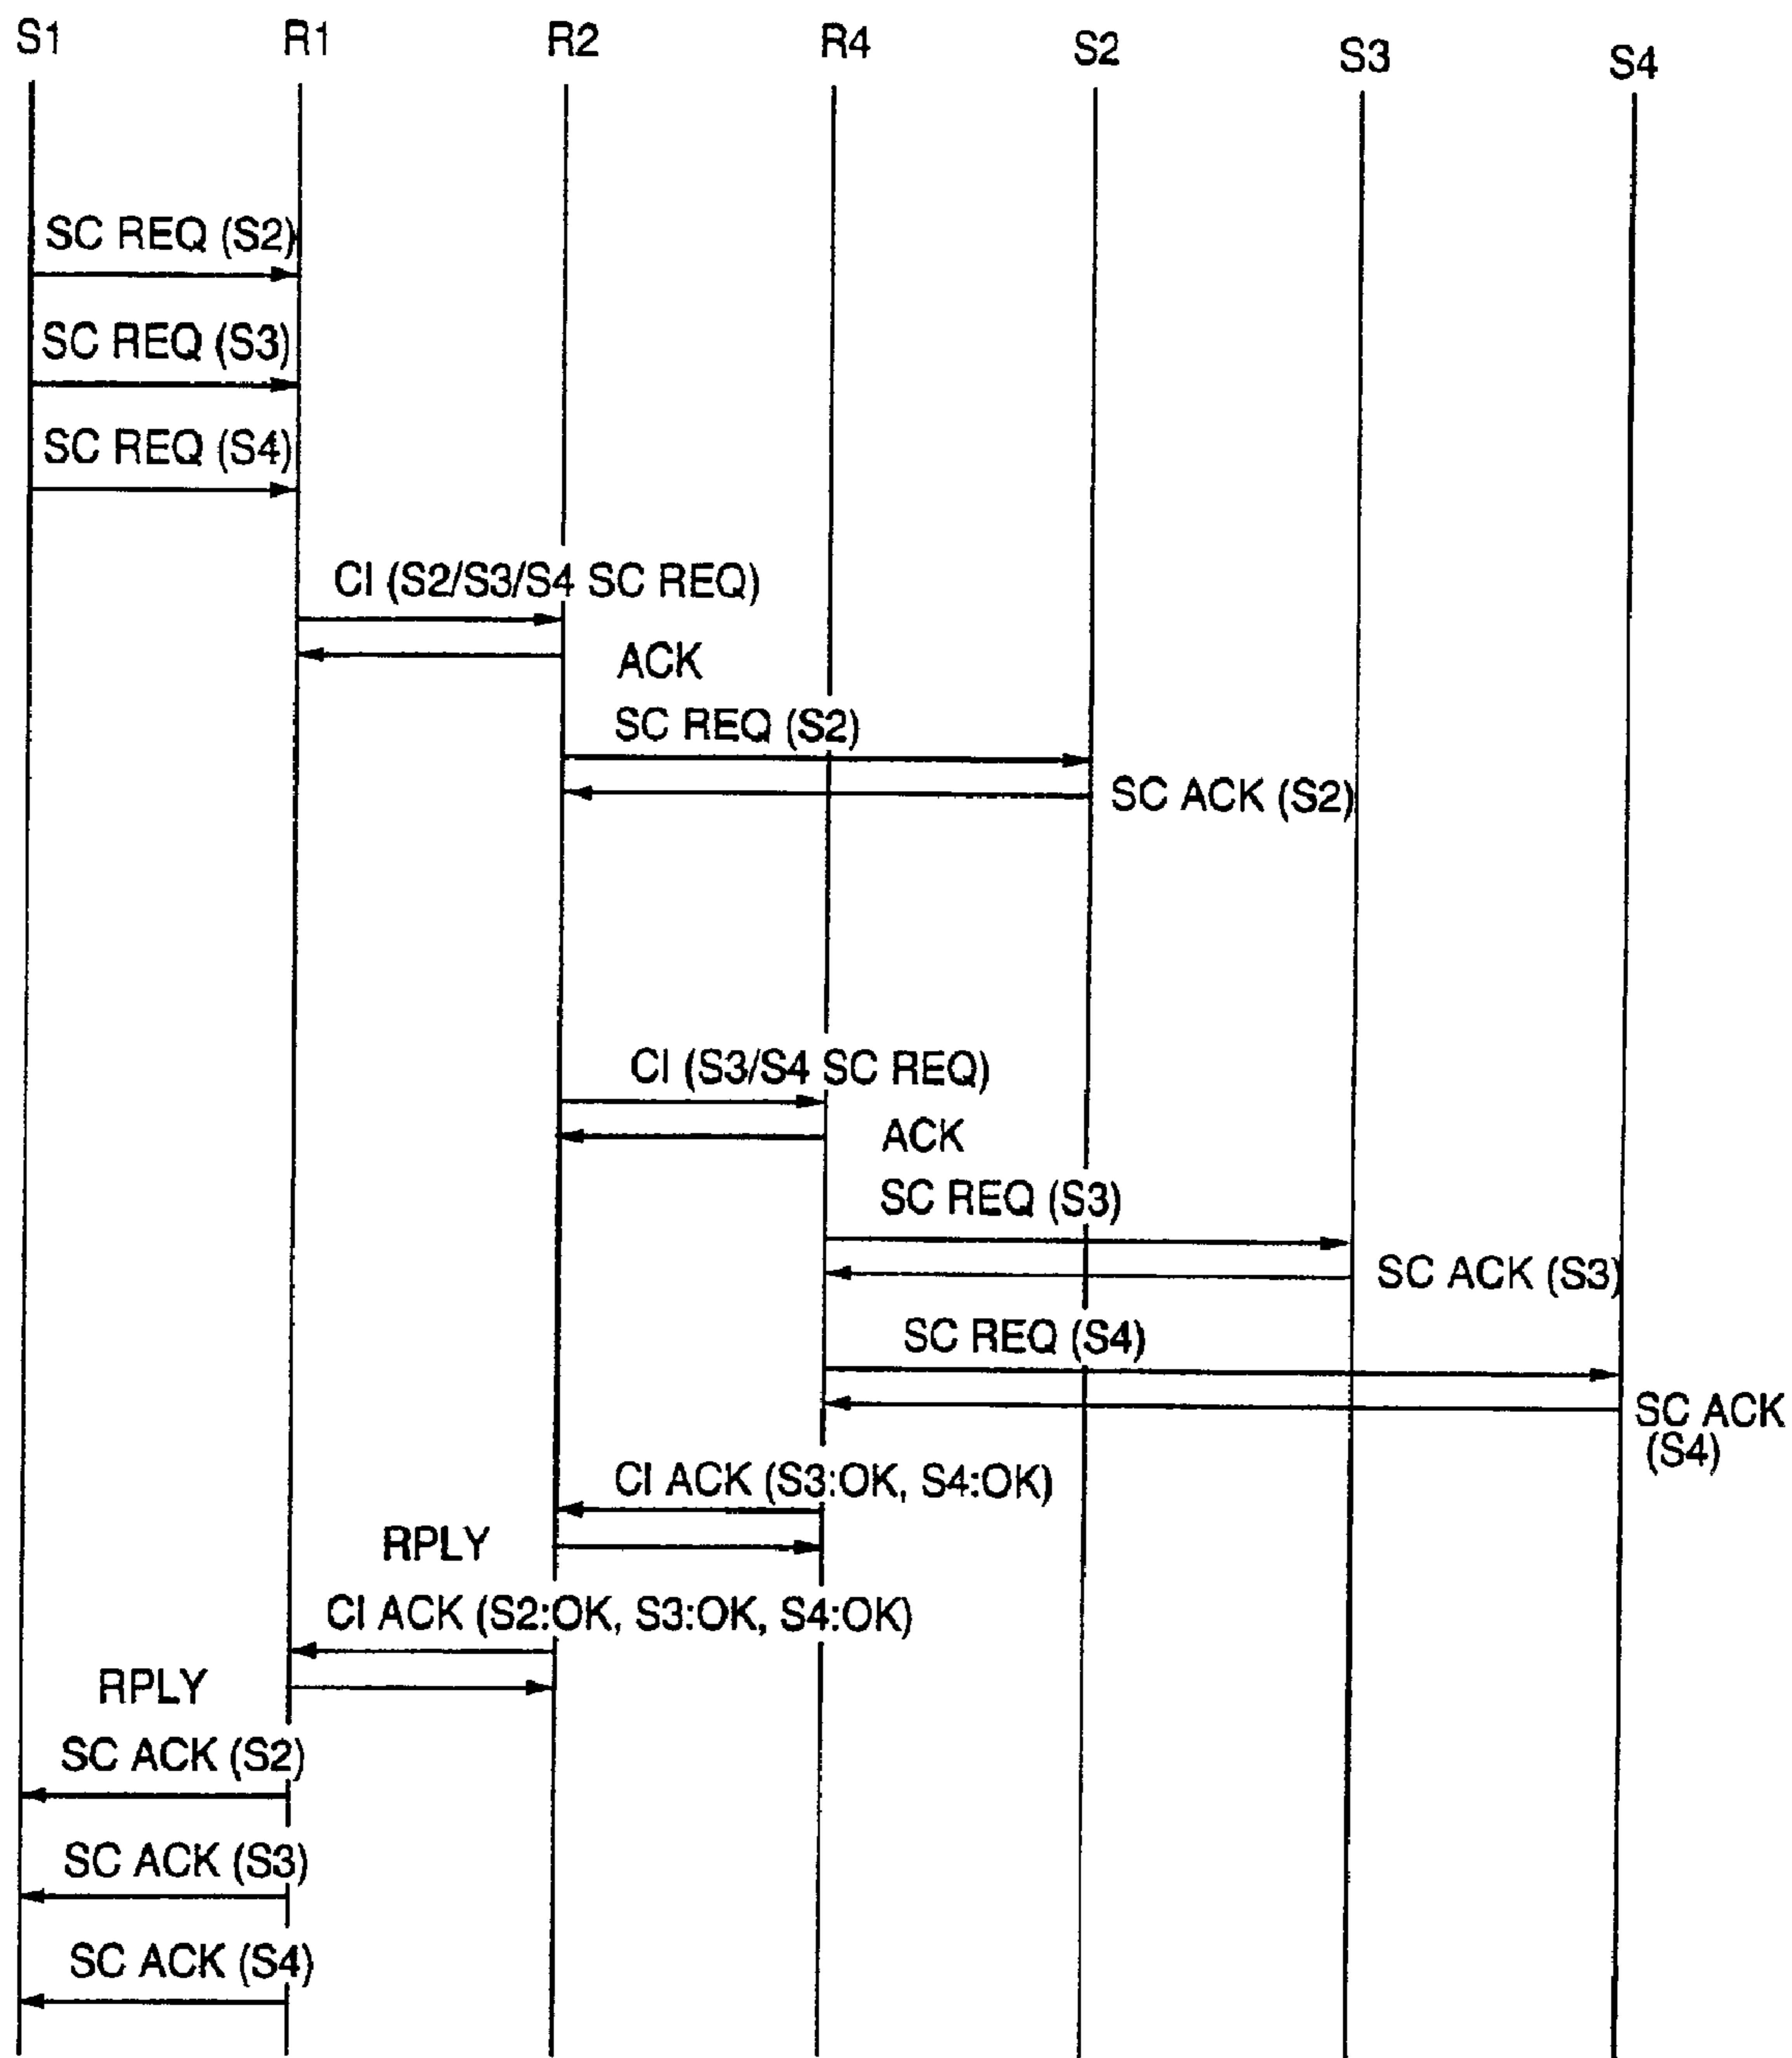 S1 R1 R2 R4 S2 S3 S4
SC REQ (S2)
SC REQ (S3)
SC REQ (S4)
CI (S2/S3/S4 SC REQ)
ACK
SC REQ (S2)
SC ACK (S2)
CI (S3/S4 SC REQ)
ACK
SC REQ (S3)
SC ACK (S3)
SC REQ (S4)
SC ACK
(S4)
CI ACK (S3:OK, S4:OK)
RPLY
CI ACK (S2:OK, S3:OK, S4:OK)
RPLY
SC ACK (S2)
SC ACK (S3)
SC ACK (S4)